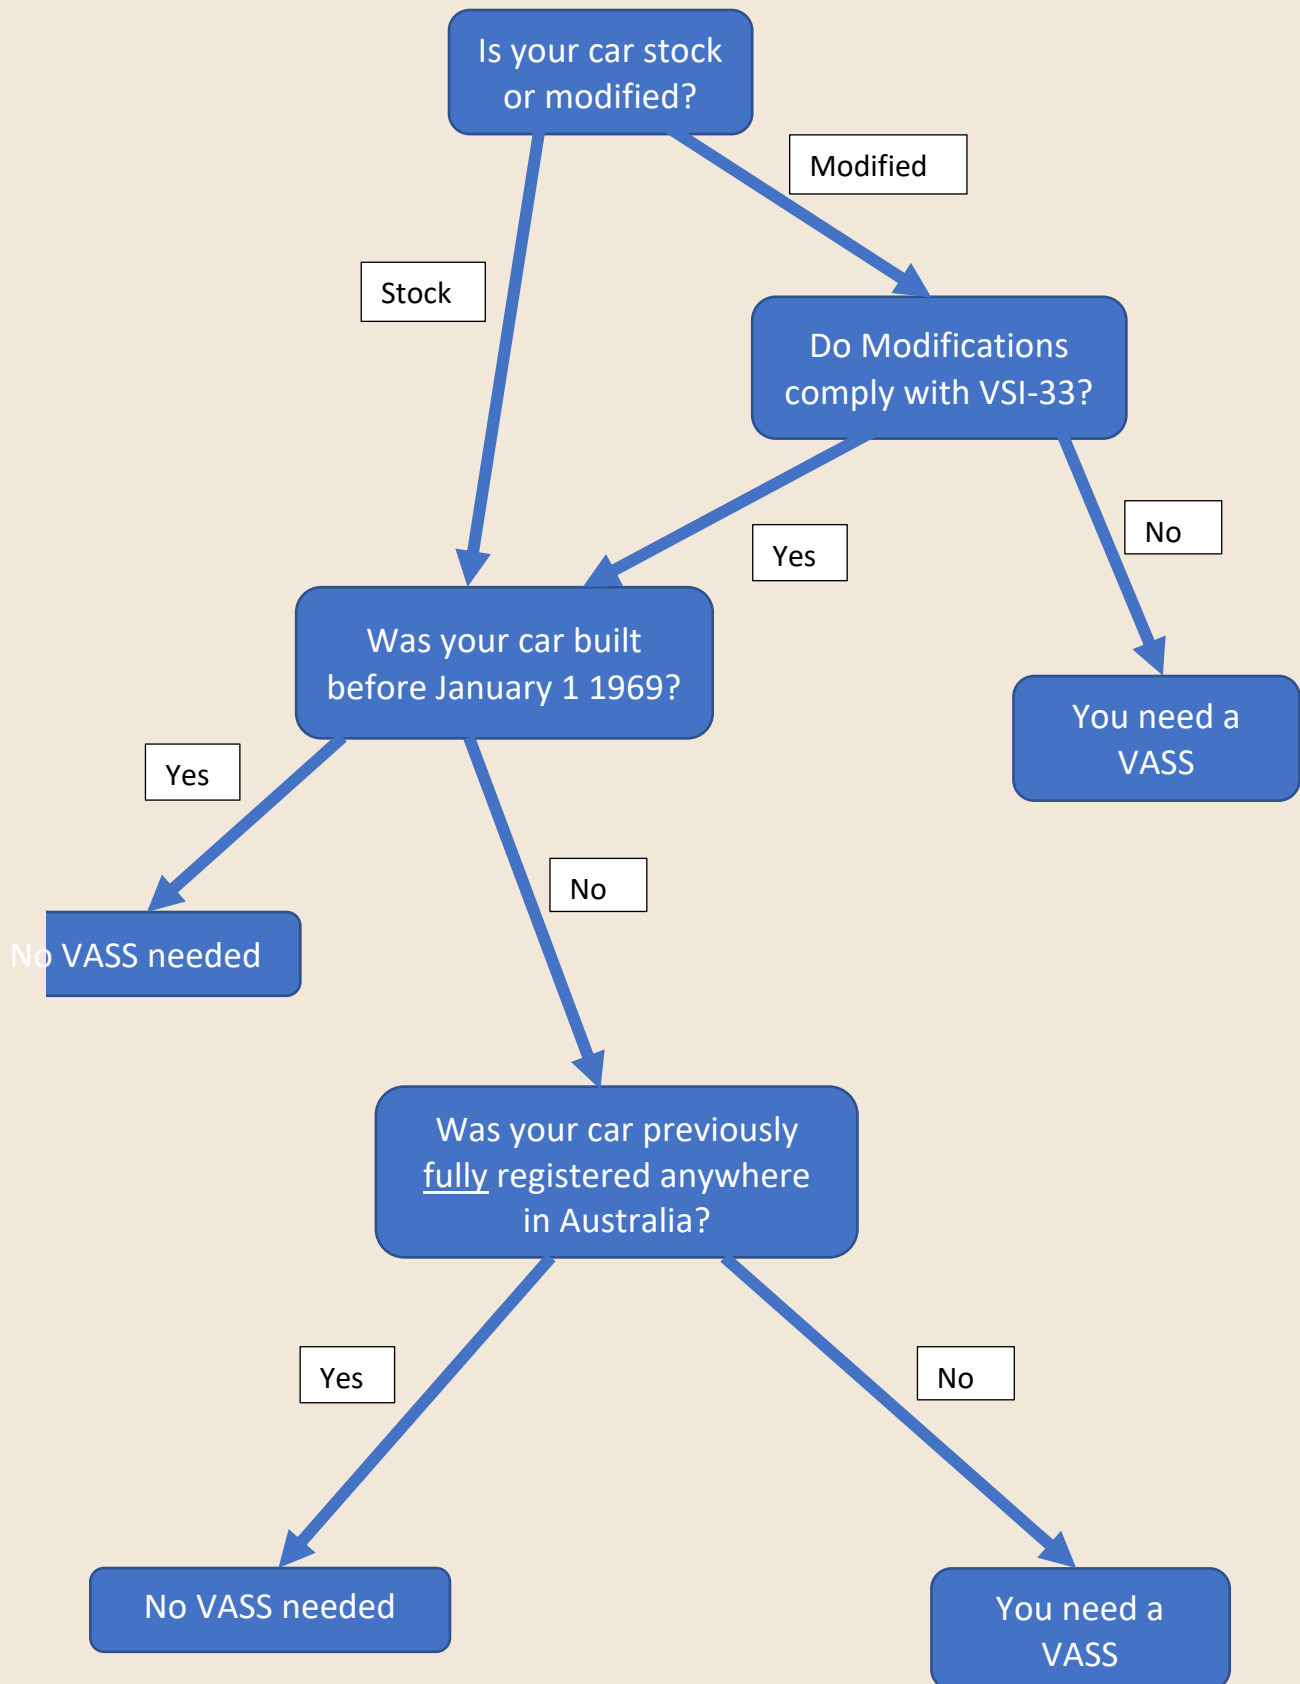 Is your car stock
or modified?
Modified
Stock
Do Modifications
comply with VSI-33?
Yes
No
Was your car built
before January 1 1969?
You need a
VASS
Yes
No
No VASS needed
Was your car previously
fully registered anywhere
in Australia?
Yes
No
No VASS needed
You need a
VASS